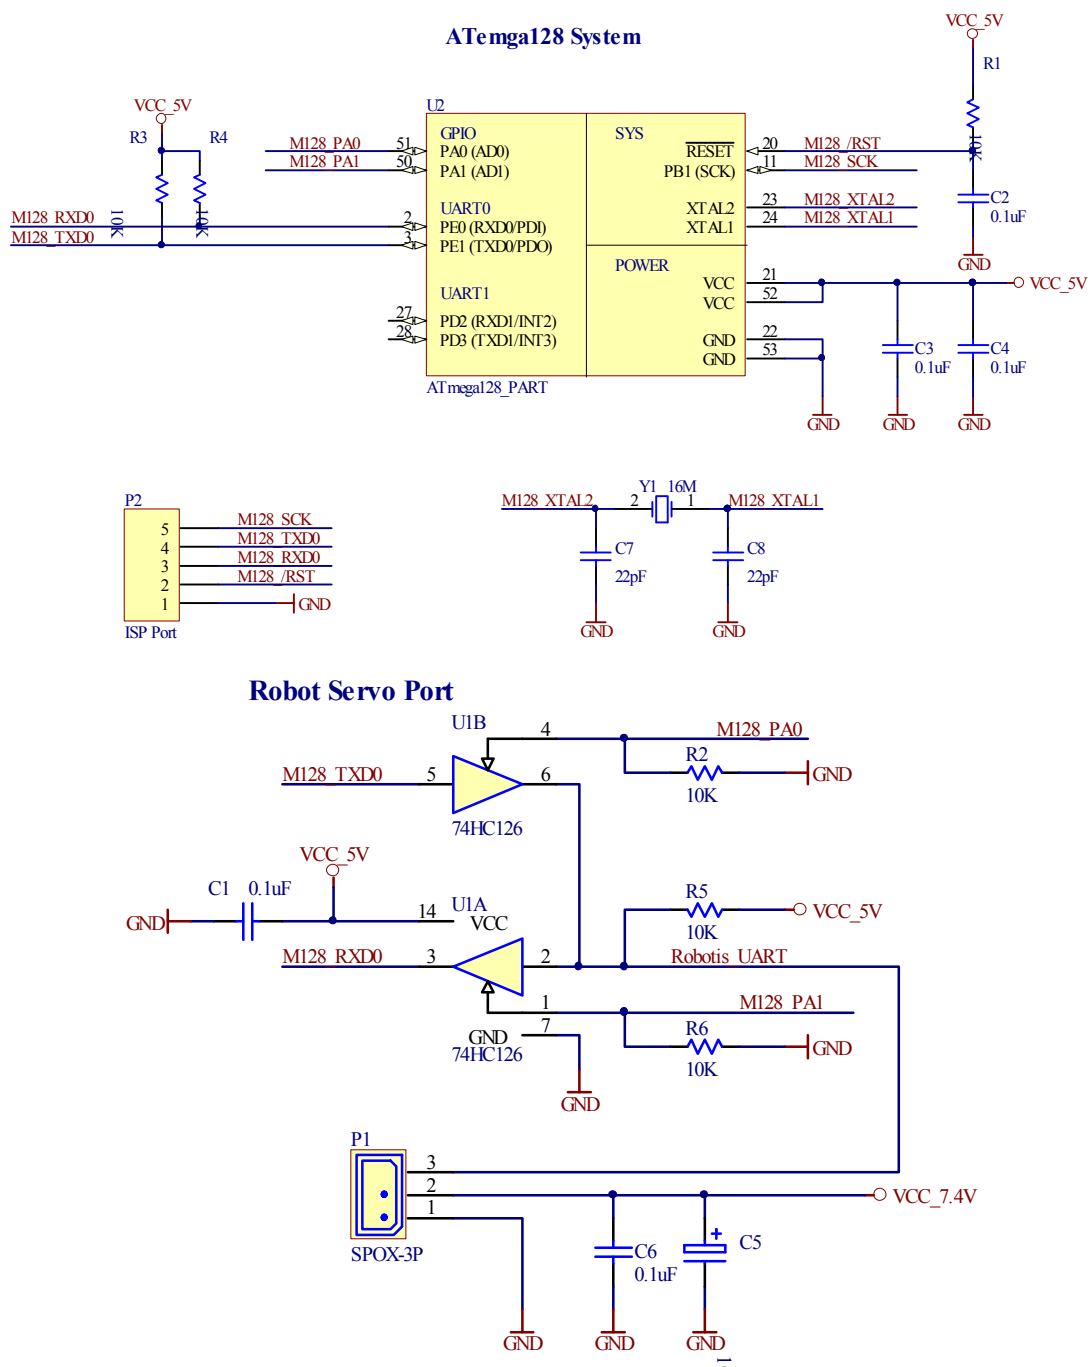 ATemga128 System
VCC_5V
R1
10K
VCC_5V
R3
R4
10K
10K
U2
GPIO
SYS
M128_PA0
51
PA0 (AD0)
RESET
20
M128_/RST
M128_PA1
50
PA1 (AD1)
PB1 (SCK)
11
M128_SCK
C2
0.1uF
GND
UART0
M128_RXD0
2
PE0 (RXD0/PDI)
XTAL2
23
M128_XTAL2
M128_TXD0
3
PE1 (TXD0/PDO)
XTAL1
24
M128_XTAL1
POWER
UART1
VCC
21
VCC_5V
VCC
52
27
PD2 (RXD1/INT2)
28
PD3 (TXD1/INT3)
GND
22
GND
53
C3
0.1uF
C4
0.1uF
ATmega128_PART
GND
GND
GND
P2
5
M128_SCK
4
M128_TXD0
3
M128_RXD0
2
M128_/RST
1
GND
ISP Port
Y1 16M
M128_XTAL2
2
1
M128_XTAL1
C7
22pF
C8
22pF
GND
GND
Robot Servo Port
U1B
4
M128_PA0
R2
10K
GND
M128_TXD0
5
6
74HC126
VCC_5V
C1 0.1uF
GND
14
U1A
VCC
R5
10K
VCC_5V
M128_RXD0
3
2
Robotis_UART
1
M128_PA1
GND
7
74HC126
R6
10K
GND
GND
P1
3
2
VCC_7.4V
1
SPOX-3P
C6
0.1uF
C5
GND
GND
GND